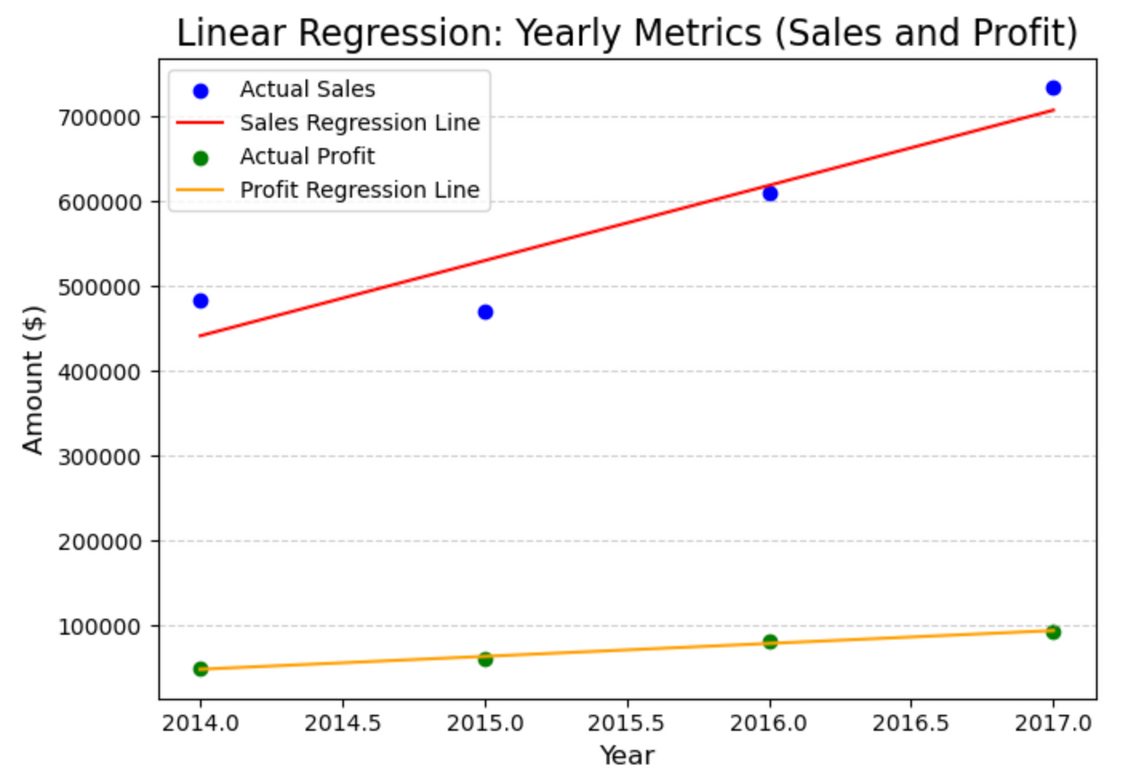 Linear Regression: Yearly Metrics (Sales and Profit)
Actual Sales
Sales Regression Line
Actual Profit
Profit Regression Line
700000
600000
500000
400000
300000
200000
100000
Amount ($)
2014.0 2014.5 2015.0 2015.5 2016.0 2016.5 2017.0
Year